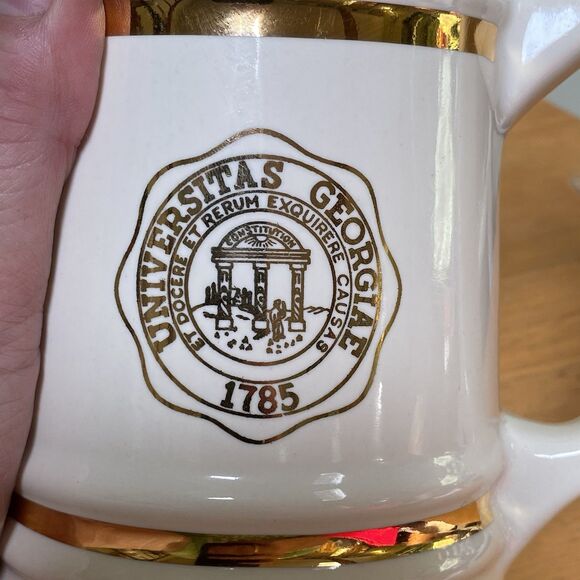 UNIVERSITAS GEORGIAE
ET DOCERE ET RERUM EXQUIRERE CAUSAS
CONSTITUTION
1785